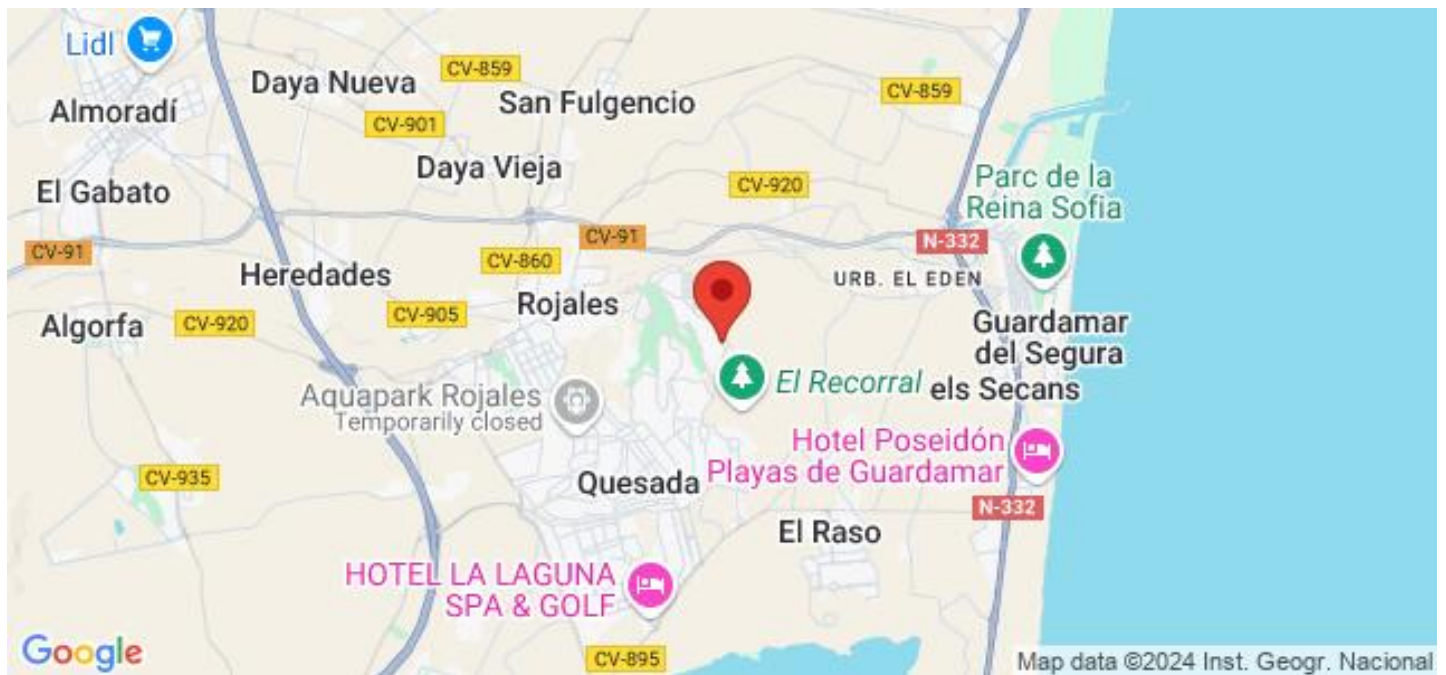 Lidl
Daya Nueva
CV-859
San Fulgencio
CV-859
Almoradí
CV-901
Daya Vieja
Parc de la
Reina Sofia
El Gabato
CV-920
CV-91
CV-91
N-332
Heredades
CV-860
URB. EL EDEN
Rojales
Algorfa
CV-920
CV-905
Guardamar
del Segura
Aquapark Rojales
Temporarily closed
El Recorral
els Secans
Hotel Poseidón
Playas de Guardamar
CV-935
Quesada
N-332
El Raso
HOTEL LA LAGUNA
SPA & GOLF
Google
CV-895
Map data ©2024 Inst. Geogr. Nacional